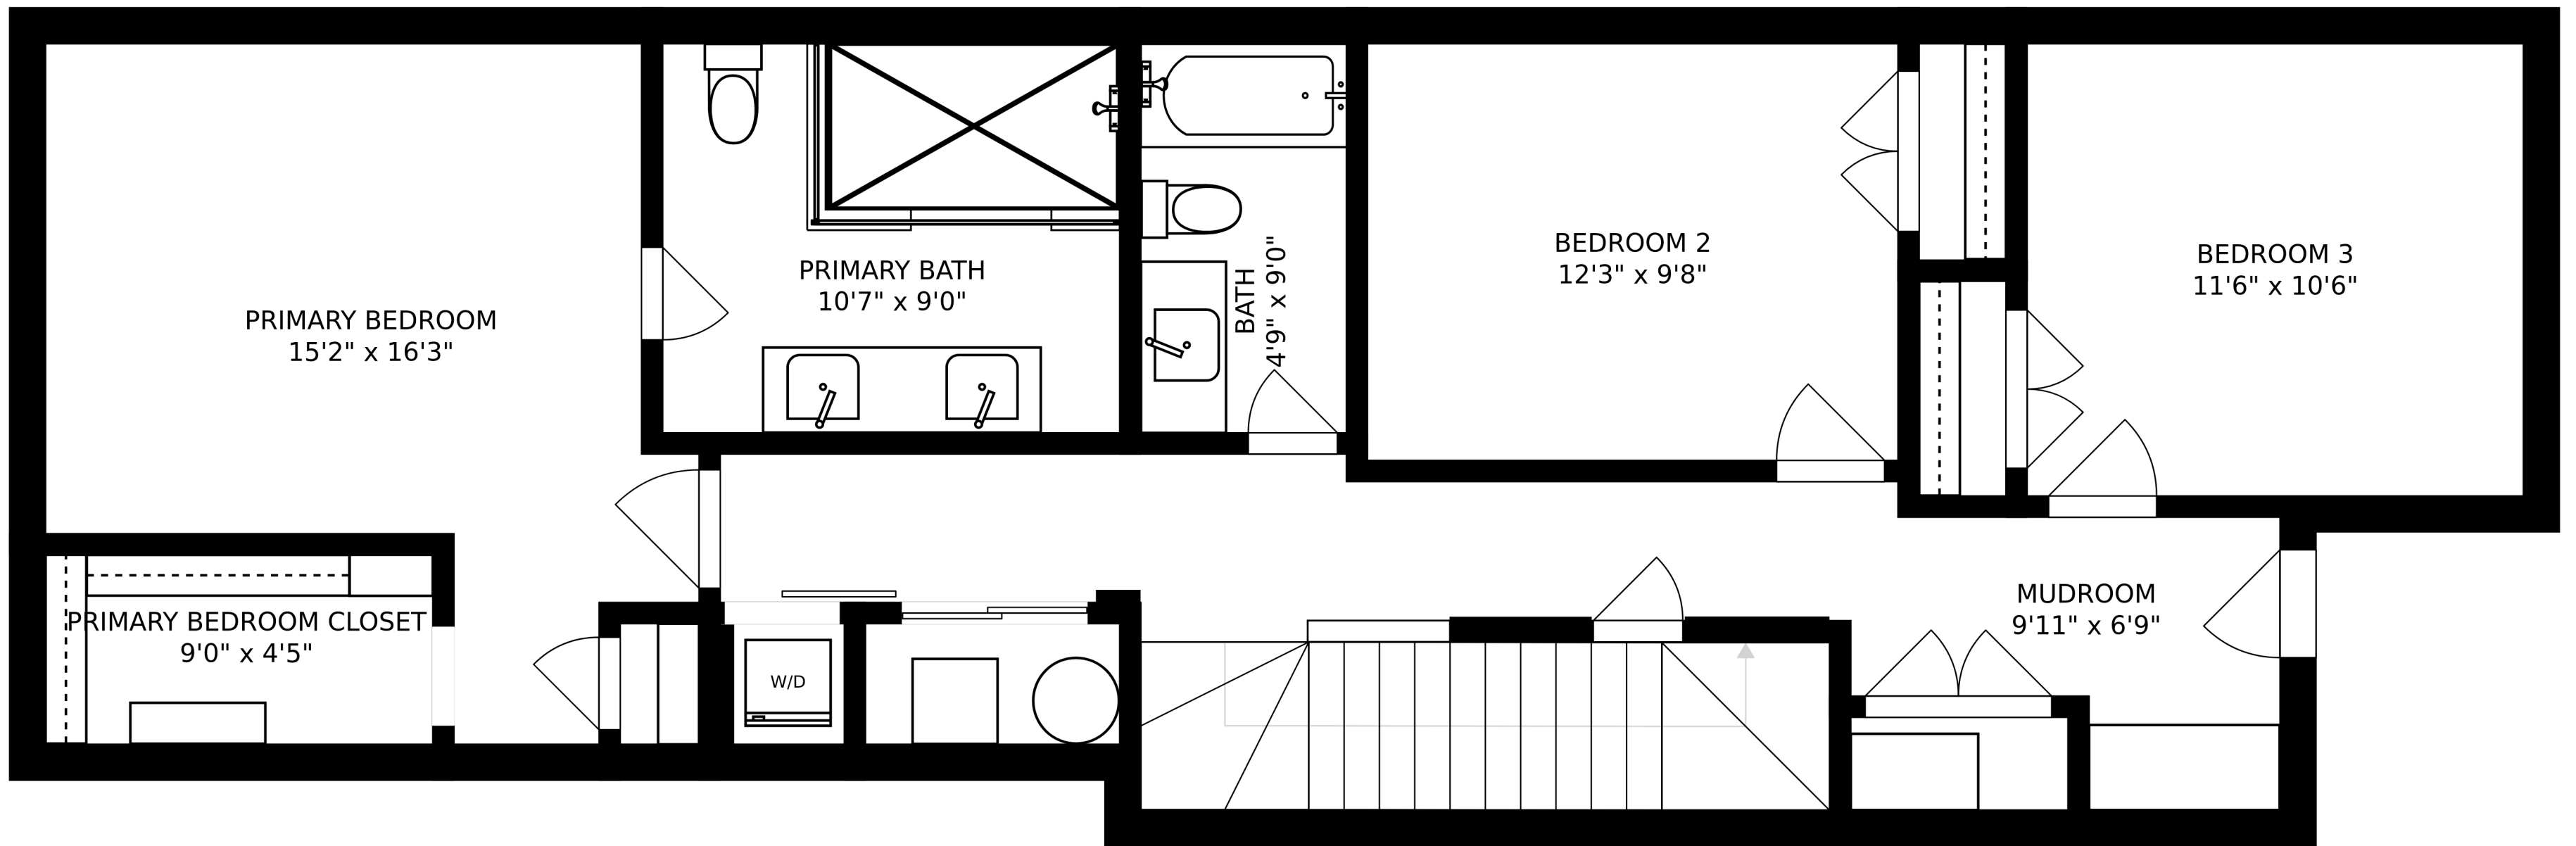 PRIMARY BEDROOM
15'2" x 16'3"
PRIMARY BATH
10'7" x 9'0"
BATH
4'9" x 9'0"
BEDROOM 2
12'3" x 9'8"
BEDROOM 3
11'6" x 10'6"
PRIMARY BEDROOM CLOSET
9'0" x 4'5"
W/D
MUDROOM
9'11" x 6'9"